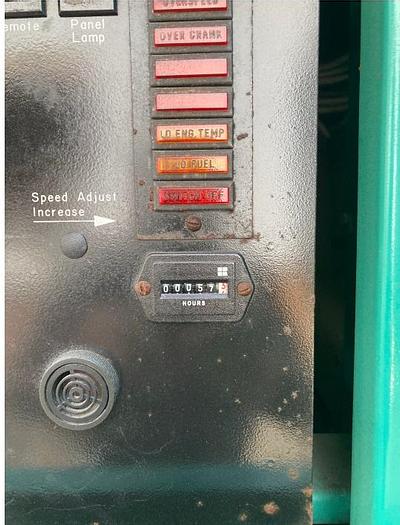 OVERSPEED
emote
Panel
Lamp
OVER CRANK
LO ENG.TEMP
LO FUEL
Speed Adjust
Increase
00057
HOURS